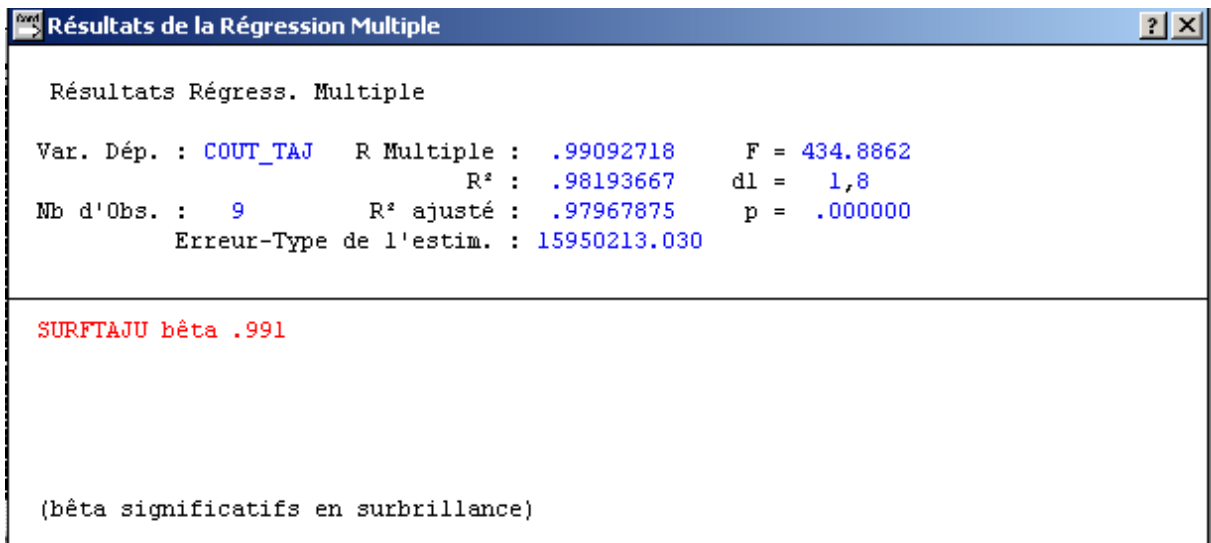 Résultats de la Régression Multiple
Résultats Régress. Multiple
Var. Dép. : COUT_TAJ R Multiple : .99092718 F = 434.8862
R² : .98193667 dl = 1,8
Nb d'Obs. : 9 R² ajusté : .97967875 p = .000000
Erreur-Type de l'estim. : 15950213.030
SURFTAJU bêta .991
(bêta significatifs en surbrillance)